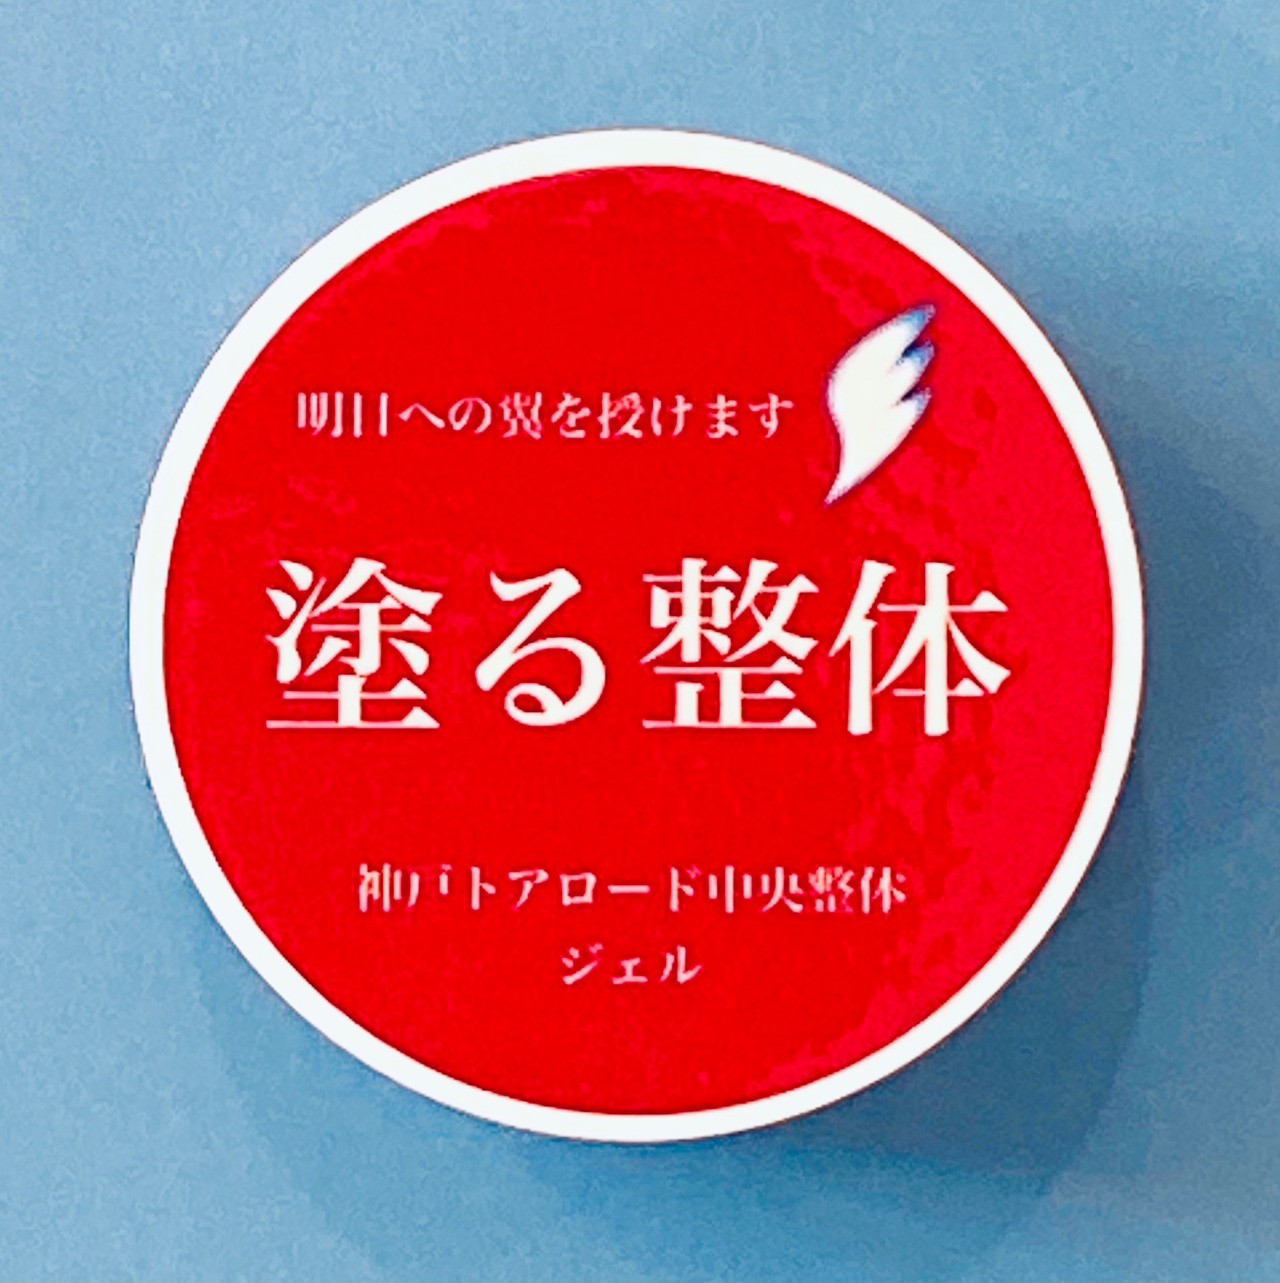 明日への翼を授けます
塗る整体
神戸トアロード中央整体
ジェル